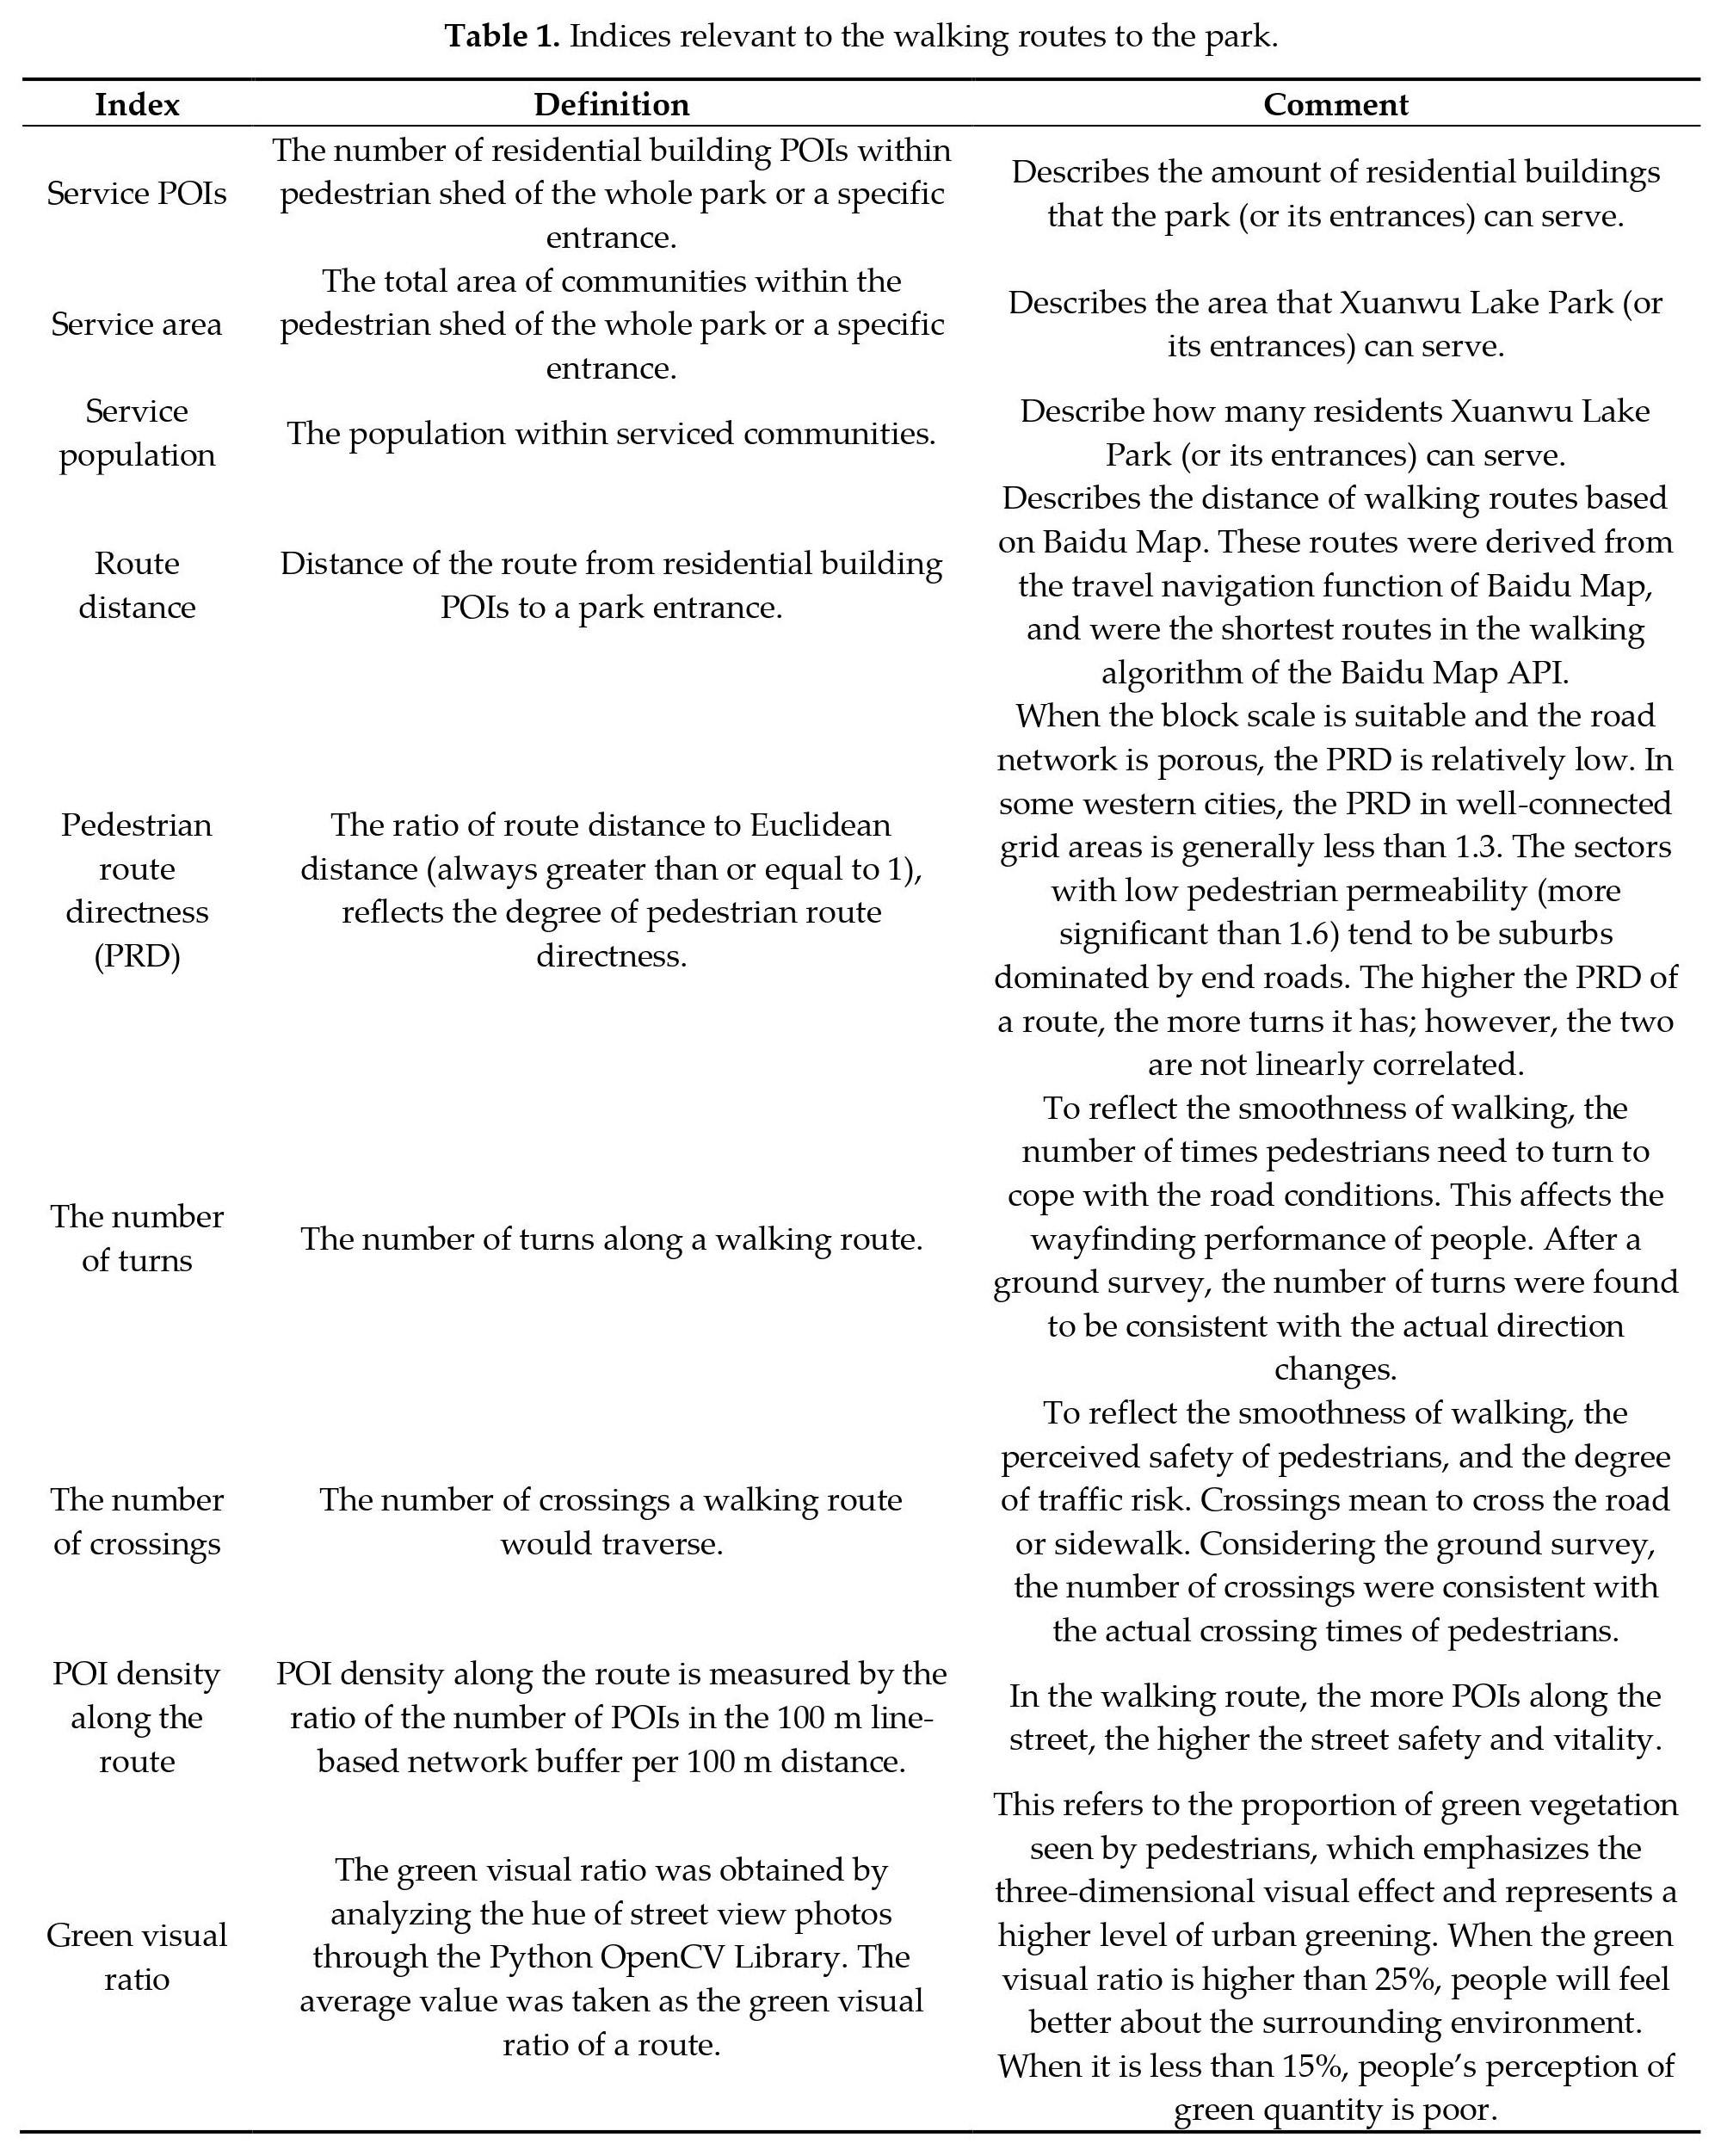 Table 1. Indices relevant to the walking routes to the park.
Index Definition Comment
Service POIs
The number of residential building POIs within
pedestrian shed of the whole park or a specific
entrance.
Describes the amount of residential buildings
that the park (or its entrances) can serve.
Service area
The total area of communities within the
pedestrian shed of the whole park or a specific
entrance.
Describes the area that Xuanwu Lake Park (or
its entrances) can serve.
Service
population
The population within serviced communities.
Describe how many residents Xuanwu Lake
Park (or its entrances) can serve.
Route
distance
Distance of the route from residential building
POIs to a park entrance.
Describes the distance of walking routes based
on Baidu Map. These routes were derived from
the travel navigation function of Baidu Map,
and were the shortest routes in the walking
algorithm of the Baidu Map API.
Pedestrian
route
directness
(PRD)
The ratio of route distance to Euclidean
distance (always greater than or equal to 1),
reflects the degree of pedestrian route
directness.
When the block scale is suitable and the road
network is porous, the PRD is relatively low. In
some western cities, the PRD in well-connected
grid areas is generally less than 1.3. The sectors
with low pedestrian permeability (more
significant than 1.6) tend to be suburbs
dominated by end roads. The higher the PRD of
a route, the more turns it has; however, the two
are not linearly correlated.
The number
of turns
The number of turns along a walking route.
To reflect the smoothness of walking, the
number of times pedestrians need to turn to
cope with the road conditions. This affects the
wayfinding performance of people. After a
ground survey, the number of turns were found
to be consistent with the actual direction
changes.
The number
of crossings
The number of crossings a walking route
would traverse.
To reflect the smoothness of walking, the
perceived safety of pedestrians, and the degree
of traffic risk. Crossings mean to cross the road
or sidewalk. Considering the ground survey,
the number of crossings were consistent with
the actual crossing times of pedestrians.
POI density
along the
route
POI density along the route is measured by the
ratio of the number of POIs in the 100 m line-
based network buffer per 100 m distance.
In the walking route, the more POIs along the
street, the higher the street safety and vitality.
Green visual
ratio
The green visual ratio was obtained by
analyzing the hue of street view photos
through the Python OpenCV Library. The
average value was taken as the green visual
ratio of a route.
This refers to the proportion of green vegetation
seen by pedestrians, which emphasizes the
three-dimensional visual effect and represents a
higher level of urban greening. When the green
visual ratio is higher than 25%, people will feel
better about the surrounding environment.
When it is less than 15%, people’s perception of
green quantity is poor.